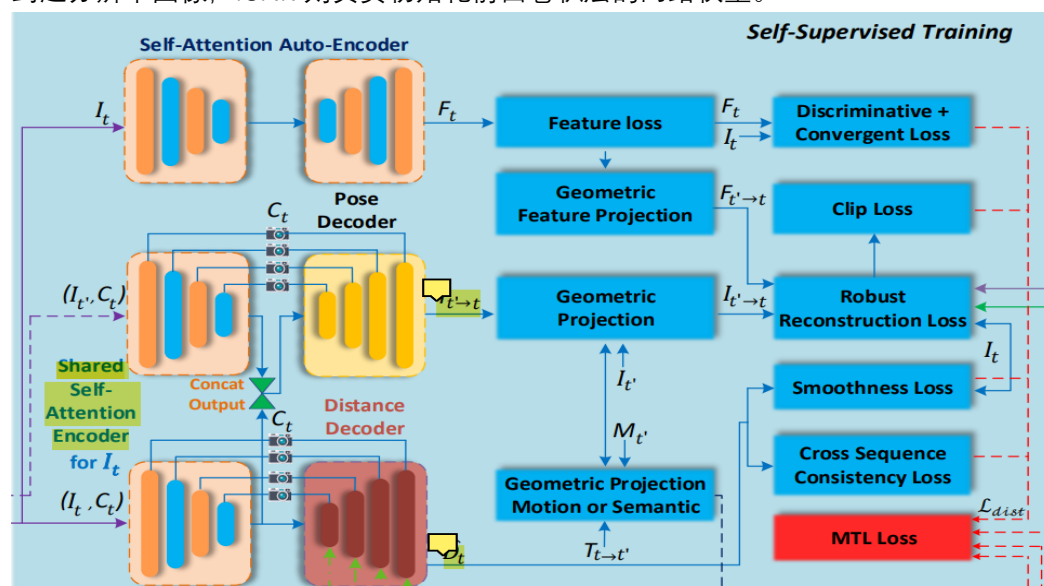 Self-Attention Auto-Encoder
Self-Supervised Training
I_t
F_t
Feature loss
F_t
I_t
Discriminative +
Convergent Loss
Pose
Decoder
C_t
Geometric
Feature Projection
F_{t'→t}
Clip Loss
(I_{t'}, C_t)
t'→t
Geometric
Projection
I_{t'→t}
Robust
Reconstruction Loss
I_t
Shared
Self-
Attention
Encoder
for I_t
Concat
Output
C_t
Distance
Decoder
I_{t'}
M_{t'}
Smoothness Loss
Cross Sequence
Consistency Loss
(I_t, C_t)
Geometric Projection
Motion or Semantic
T_{t→t'}
ℒ_{dist}
MTL Loss